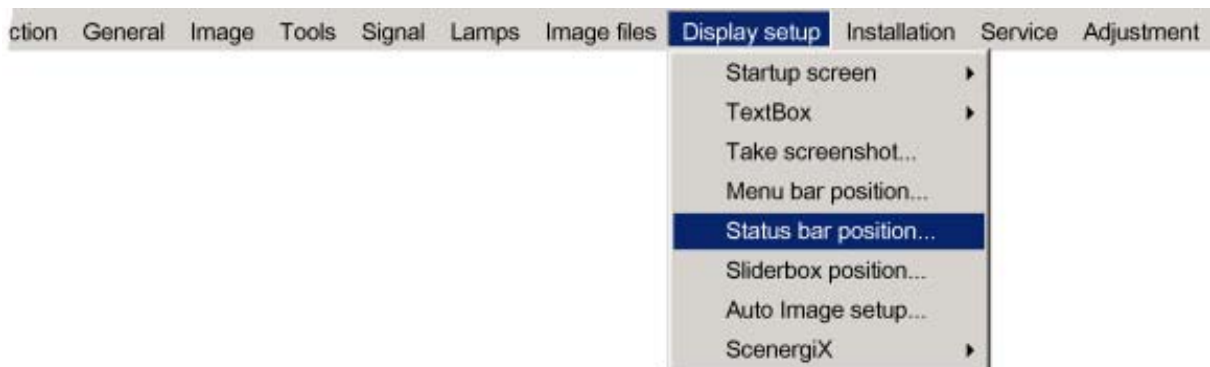 ction General Image Tools Signal Lamps Image files Display setup Installation Service Adjustment
Startup screen
TextBox
Take screenshot...
Menu bar position...
Status bar position...
Sliderbox position...
Auto Image setup...
ScenergiX